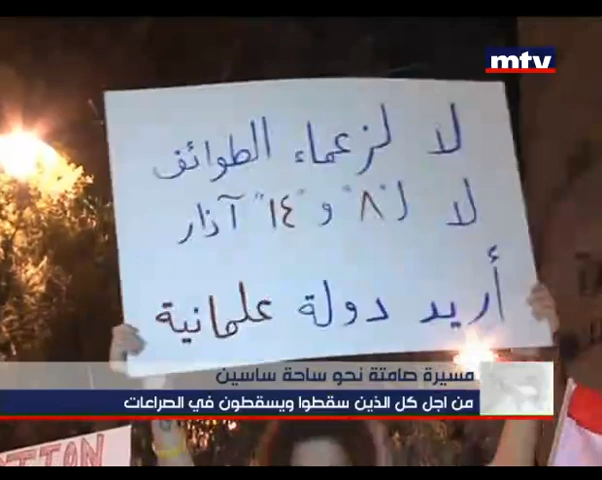 mtv
لا لزعماء الطوائف
لا لـ "٨" و "١٤" آذار
أريد دولة علمانية
مسيرة صامتة نحو ساحة ساسين
من اجل كل الذين سقطوا ويسقطون في الصراعات